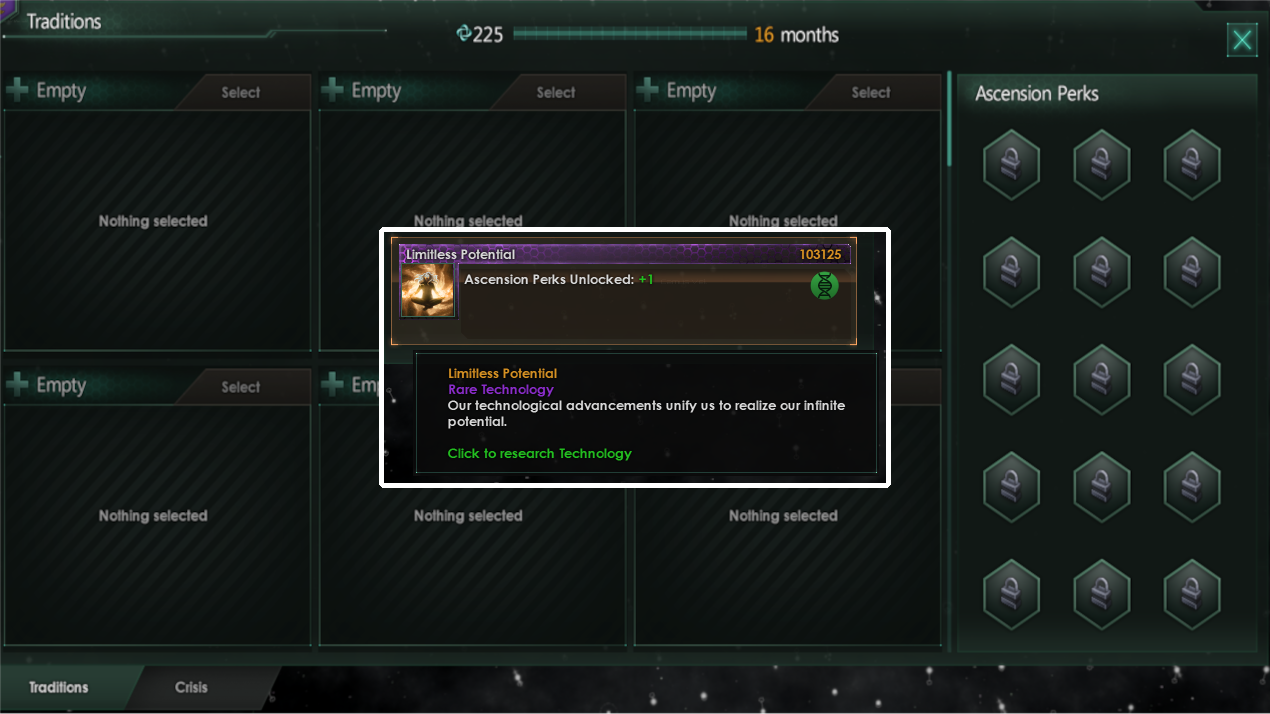 Traditions
225
16 months
Empty
Select
Empty
Select
Empty
Select
Ascension Perks
Nothing selected
Nothing selected
Nothing selected
Limitless Potential
103125
Ascension Perks Unlocked: +1
Limitless Potential
Rare Technology
Our technological advancements unify us to realize our infinite
potential.
Click to research Technology
Empty
Select
Nothing selected
Nothing selected
Nothing selected
Traditions
Crisis